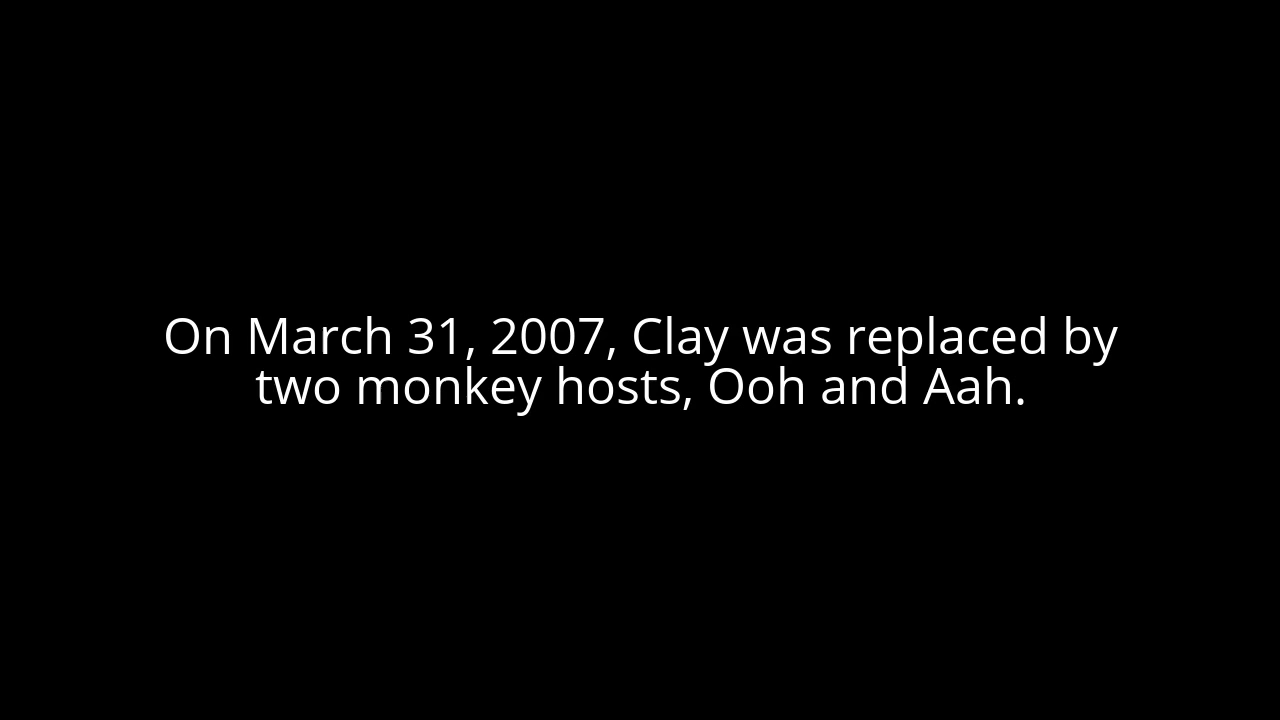 On March 31, 2007, Clay was replaced by
two monkey hosts, Ooh and Aah.